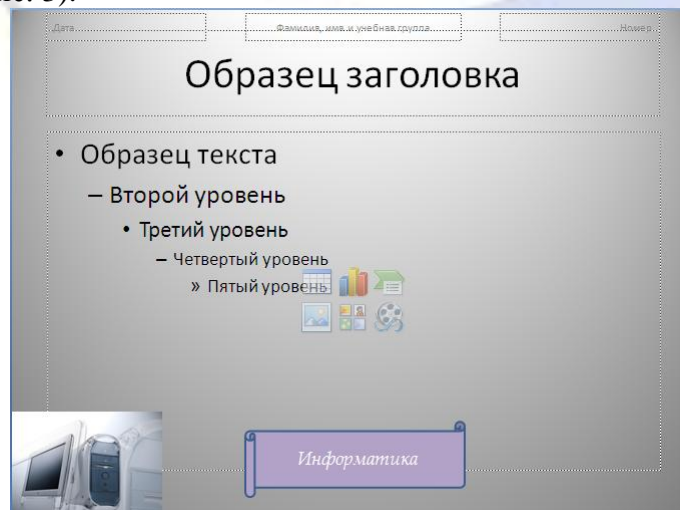 Дата
Фамилия, имя и учебная группа
Номер
Образец заголовка
• Образец текста
– Второй уровень
• Третий уровень
– Четвертый уровень
» Пятый уровень
Информатика